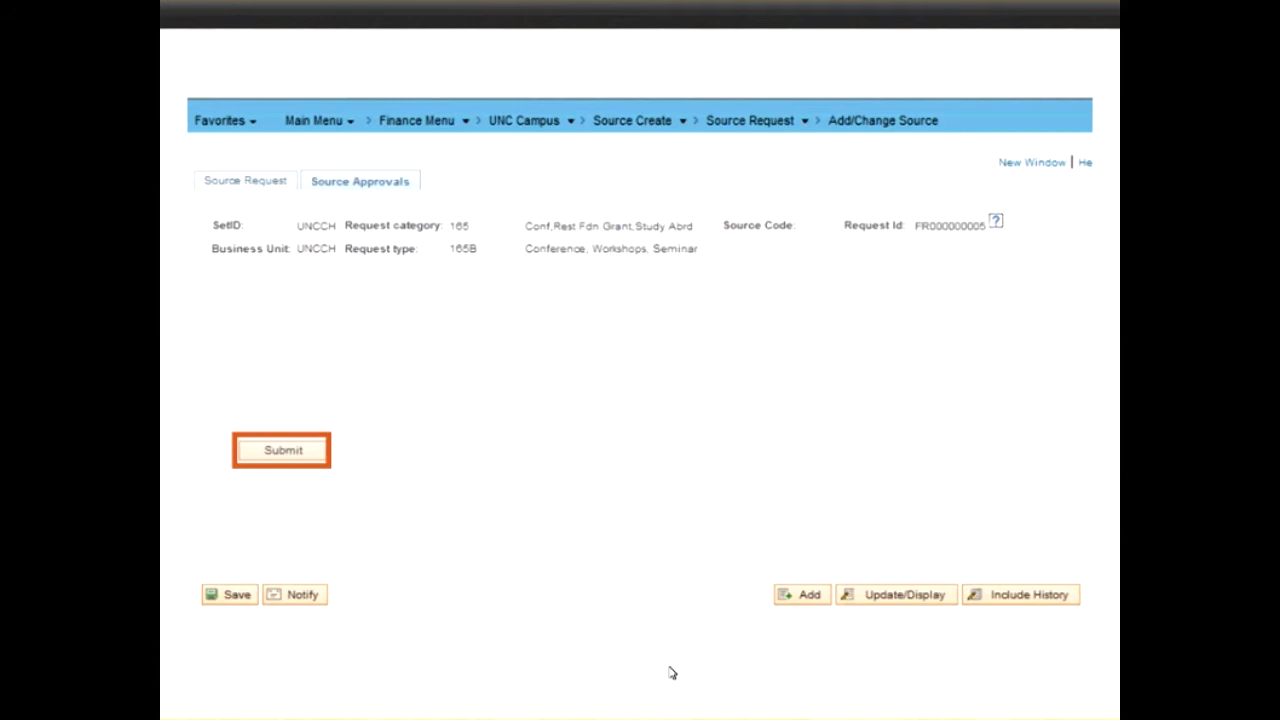 Favorites Main Menu > Finance Menu > UNC Campus > Source Create > Source Request > Add/Change Source
New Window | He
Source Request Source Approvals
SetID: UNCCH Request category: 165 Conf,Rest Fdn Grant,Study Abrd Source Code: Request Id: FR000000005 ?
Business Unit: UNCCH Request type: 165B Conference, Workshops, Seminar
Submit
Save Notify Add Update/Display Include History